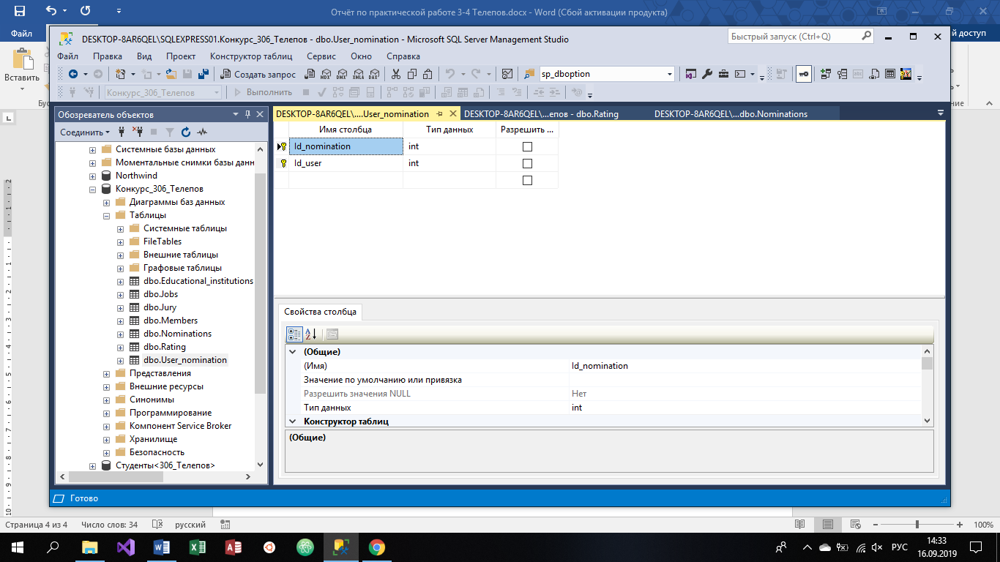 Отчёт по практической работе 3-4 Телепов.docx - Word (Сбой активации продукта)
Файл
й доступ
DESKTOP-8AR6QEL\SQLEXPRESS01.Конкурс_306_Телепов - dbo.User_nomination - Microsoft SQL Server Management Studio
Быстрый запуск (Ctrl+Q)
Файл Правка Вид Проект Конструктор таблиц Сервис Окно Справка
Вставить
Создать запрос MDX DMX XMLA DAX sp_dboption
Конкурс_306_Телепов Выполнить
Буф
ние
Обозреватель объектов
Соединить
Системные базы данных
Моментальные снимки базы данн
Northwind
Конкурс_306_Телепов
Диаграммы баз данных
Таблицы
Системные таблицы
FileTables
Внешние таблицы
Графовые таблицы
dbo.Educational_institutions
dbo.Jobs
dbo.Jury
dbo.Members
dbo.Nominations
dbo.Rating
dbo.User_nomination
Представления
Внешние ресурсы
Синонимы
Программирование
Компонент Service Broker
Хранилище
Безопасность
Студенты<306_Телепов>
DESKTOP-8AR6QEL\....User_nomination DESKTOP-8AR6QEL\...епов - dbo.Rating DESKTOP-8AR6QEL\...dbo.Nominations
Имя столбца Тип данных Разрешить ...
Id_nomination int
Id_user int
Свойства столбца
(Общие)
(Имя) Id_nomination
Значение по умолчанию или привязка
Разрешить значения NULL Нет
Тип данных int
Конструктор таблиц
(Общие)
Готово
Страница 4 из 4 Число слов: 34 русский 100%
РУС 14:33
16.09.2019